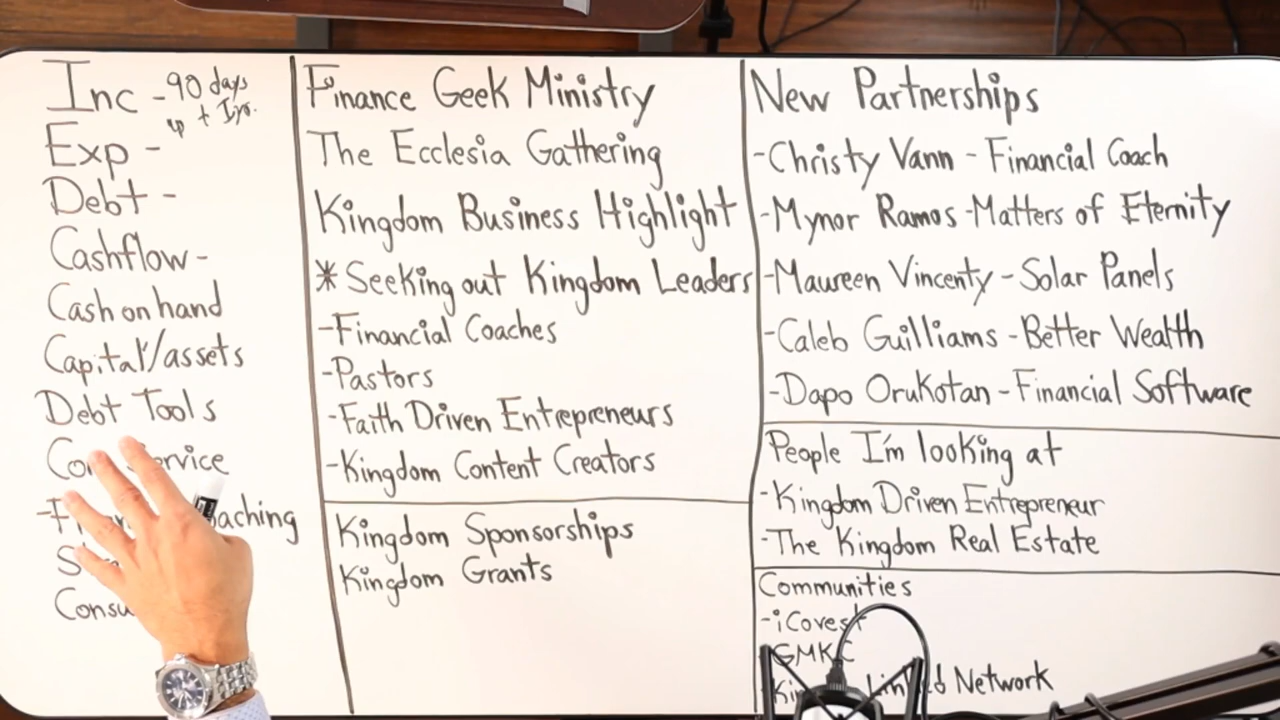 Inc - 90 days
up + 1yr.
Exp -
Debt -
Cashflow -
Cash on hand
Capital/assets
Debt Tools
Finance Geek Ministry
The Ecclesia Gathering
Kingdom Business Highlight
* Seeking out Kingdom Leaders
- Financial Coaches
- Pastors
- Faith Driven Entrepreneurs
- Kingdom Content Creators
Kingdom Sponsorships
Kingdom Grants
New Partnerships
- Christy Vann - Financial Coach
- Mynor Ramos - Matters of Eternity
- Maureen Vincenty - Solar Panels
- Caleb Guilliams - Better Wealth
- Dapo Orukotan - Financial Software
People I'm looking at
- Kingdom Driven Entrepreneur
- The Kingdom Real Estate
Communities
- iCovest
Network